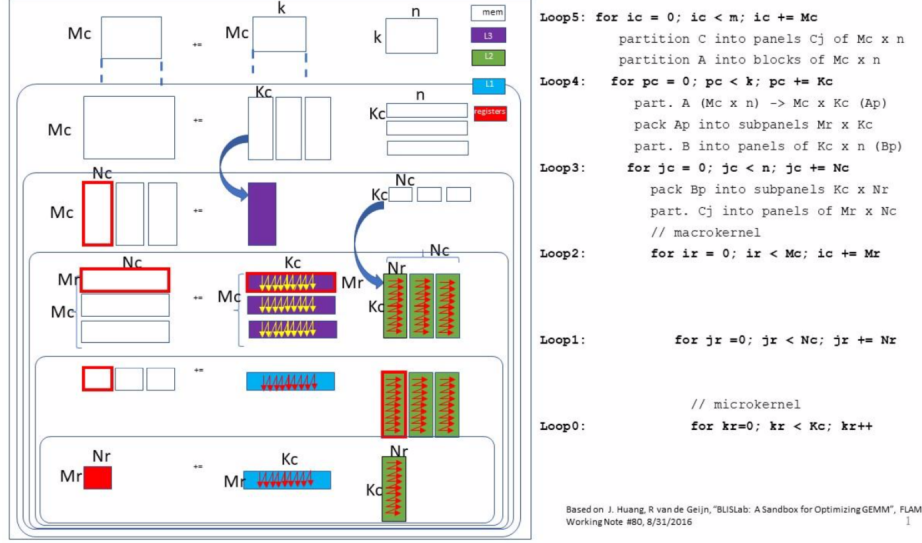 k
n
Mc
+=
Mc
k
mem
L3
L2
L1
registers
Kc
n
Mc
+=
Kc
Nc
Mc
+=
Nc
Kc
Nc
Mr
Mc
+=
Kc
Mc
Mr
Nc
Nr
Kc
+=
Nr
Mr
+=
Kc
Mr
Nr
Kc
Loop5: for ic = 0; ic < m; ic += Mc
partition C into panels Cj of Mc x n
partition A into blocks of Mc x n
Loop4: for pc = 0; pc < k; pc += Kc
part. A (Mc x n) -> Mc x Kc (Ap)
pack Ap into subpanels Mr x Kc
part. B into panels of Kc x n (Bp)
Loop3: for jc = 0; jc < n; jc += Nc
pack Bp into subpanels Kc x Nr
part. Cj into panels of Mr x Nc
// macrokernel
Loop2: for ir = 0; ir < Mc; ic += Mr
Loop1: for jr =0; jr < Nc; jr += Nr
// microkernel
Loop0: for kr=0; kr < Kc; kr++
Based on J. Huang, R van de Geijn, "BLISLab: A Sandbox for Optimizing GEMM", FLAM
Working Note #80, 8/31/2016
1